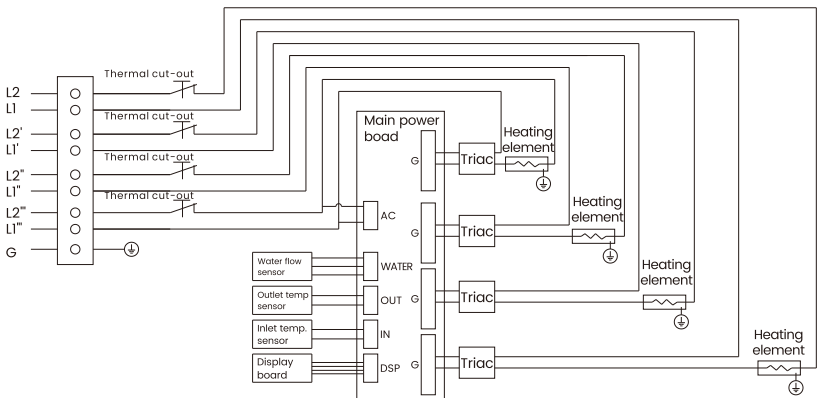 Thermal cut-out
L2
L1
Thermal cut-out
L2'
L1'
Thermal cut-out
L2"
L1"
Thermal cut-out
L2"'
L1"'
G
Main power
boad
G
Triac
Heating
element
AC
G
Triac
Heating
element
Water flow
sensor
WATER
Outlet temp
sensor
OUT
G
Triac
Heating
element
Inlet temp.
sensor
IN
Display
board
DSP
G
Triac
Heating
element